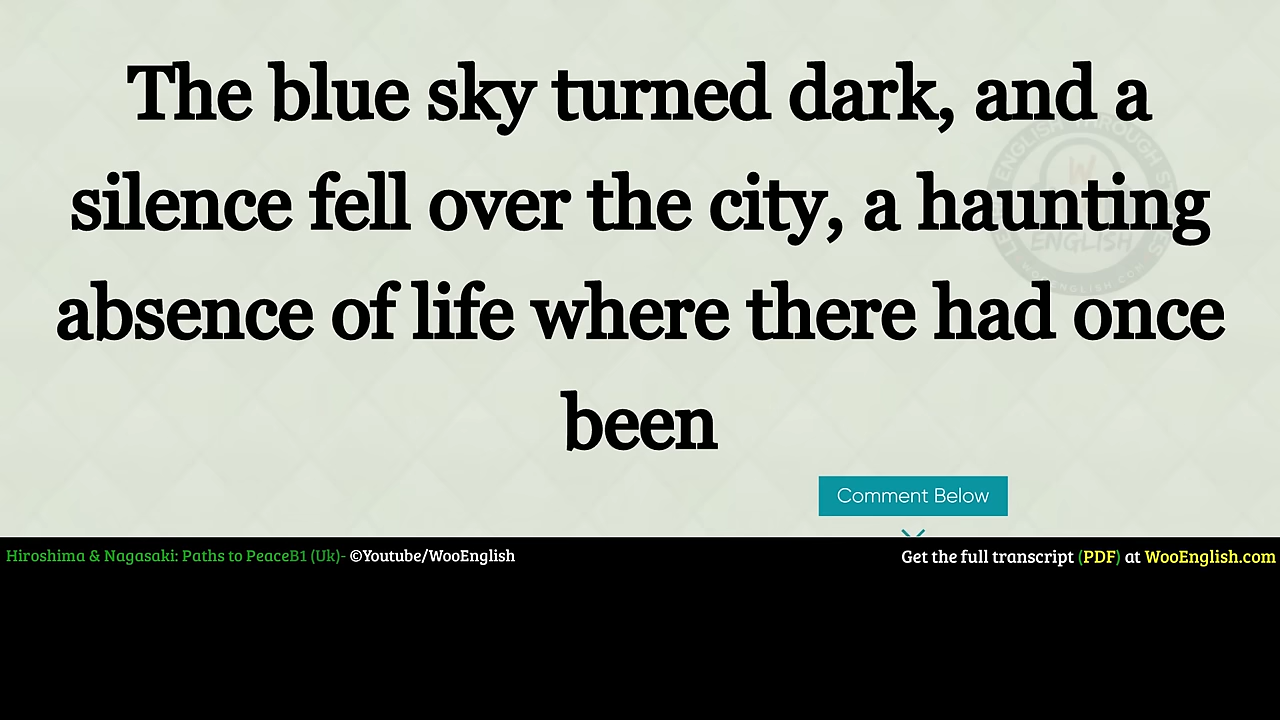 The blue sky turned dark, and a
silence fell over the city, a haunting
absence of life where there had once
been
Comment Below
Hiroshima & Nagasaki: Paths to PeaceB1 (Uk)- ©Youtube/WooEnglish
Get the full transcript (PDF) at WooEnglish.com